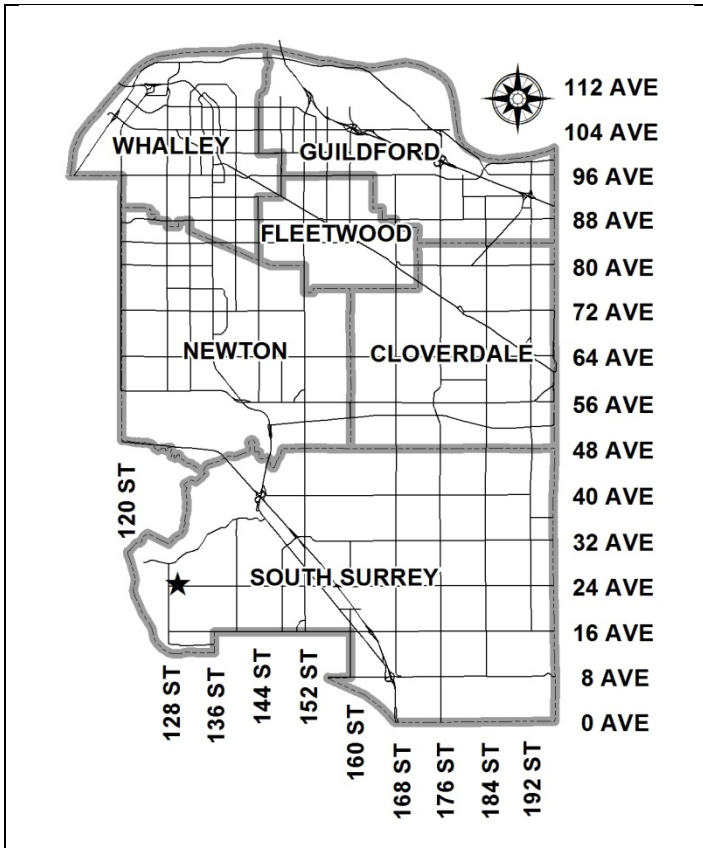 112 AVE
104 AVE
WHALLEY
GUILDFORD
96 AVE
88 AVE
FLEETWOOD
80 AVE
72 AVE
NEWTON
CLOVERDALE
64 AVE
56 AVE
48 AVE
120 ST
40 AVE
32 AVE
SOUTH SURREY
24 AVE
16 AVE
128 ST
136 ST
144 ST
152 ST
160 ST
8 AVE
0 AVE
168 ST
176 ST
184 ST
192 ST